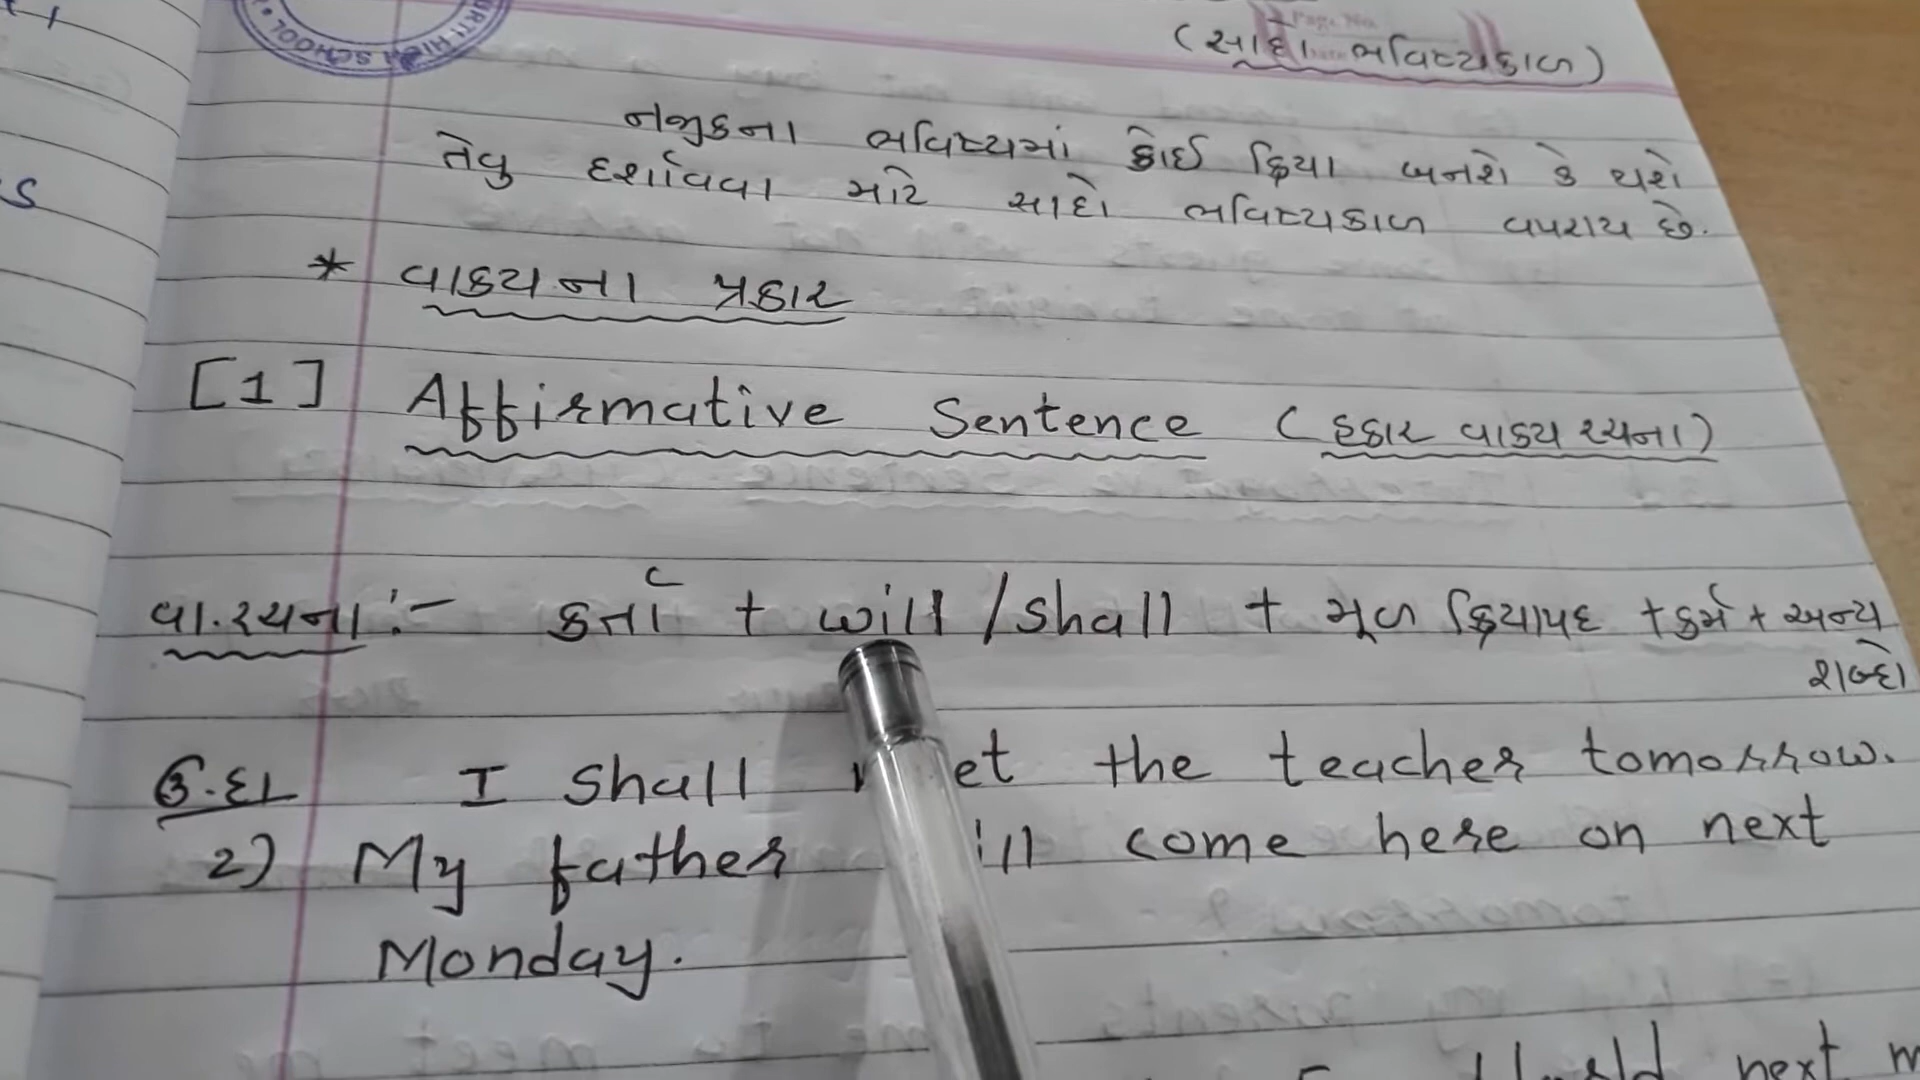 (સાદા ભવિષ્યકાળ)
નજીકના ભવિષ્યમાં કોઈ ક્રિયા બનશે કે થશે
તેવુ દર્શાવવા માટે સાદો ભવિષ્યકાળ વપરાય છે.
* વાક્યના પ્રકાર
[1] Affirmative Sentence (હકાર વાક્ય રચના)
વા.રચના :- કર્તા + will / shall + મૂળ ક્રિયાપદ + કર્મ + અન્ય
શબ્દો
ઉ.દા I shall et the teacher tomorrow.
2) My father ill come here on next
Monday.
next